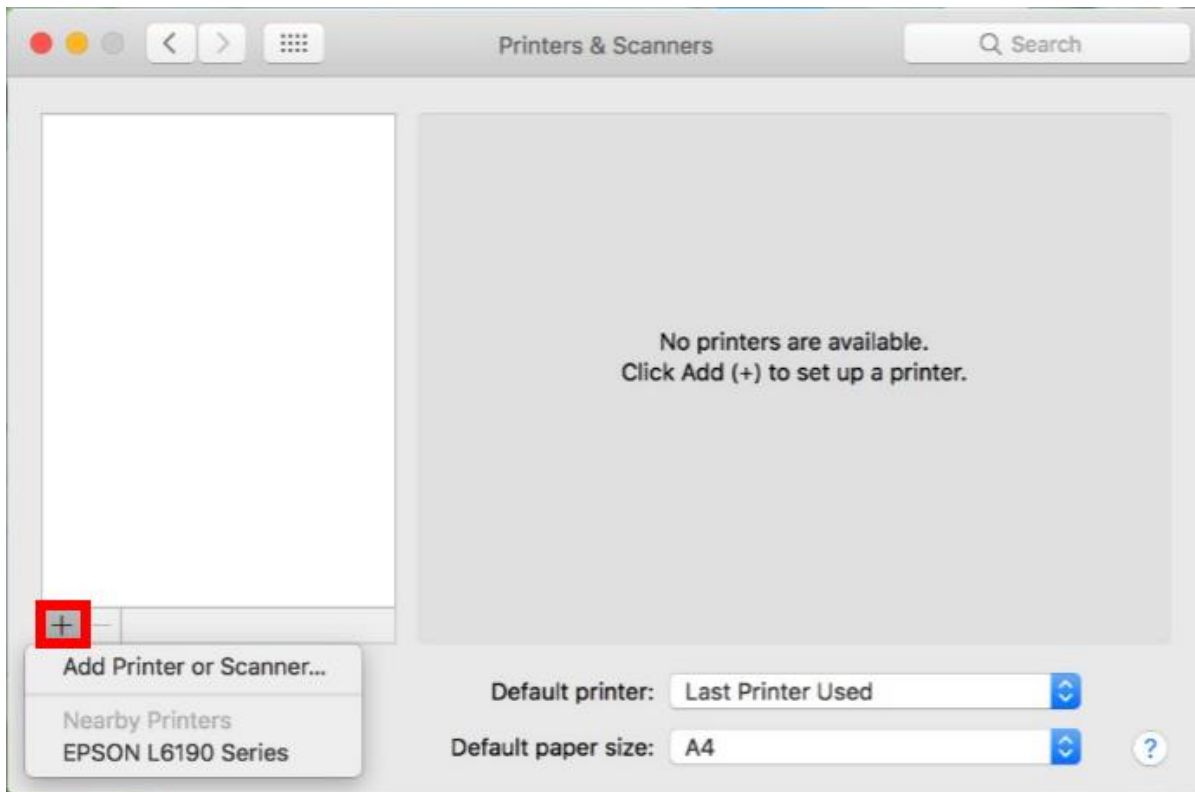 Printers & Scanners
Search
No printers are available.
Click Add (+) to set up a printer.
+ −
Add Printer or Scanner...
Nearby Printers
EPSON L6190 Series
Default printer: Last Printer Used
Default paper size: A4
?